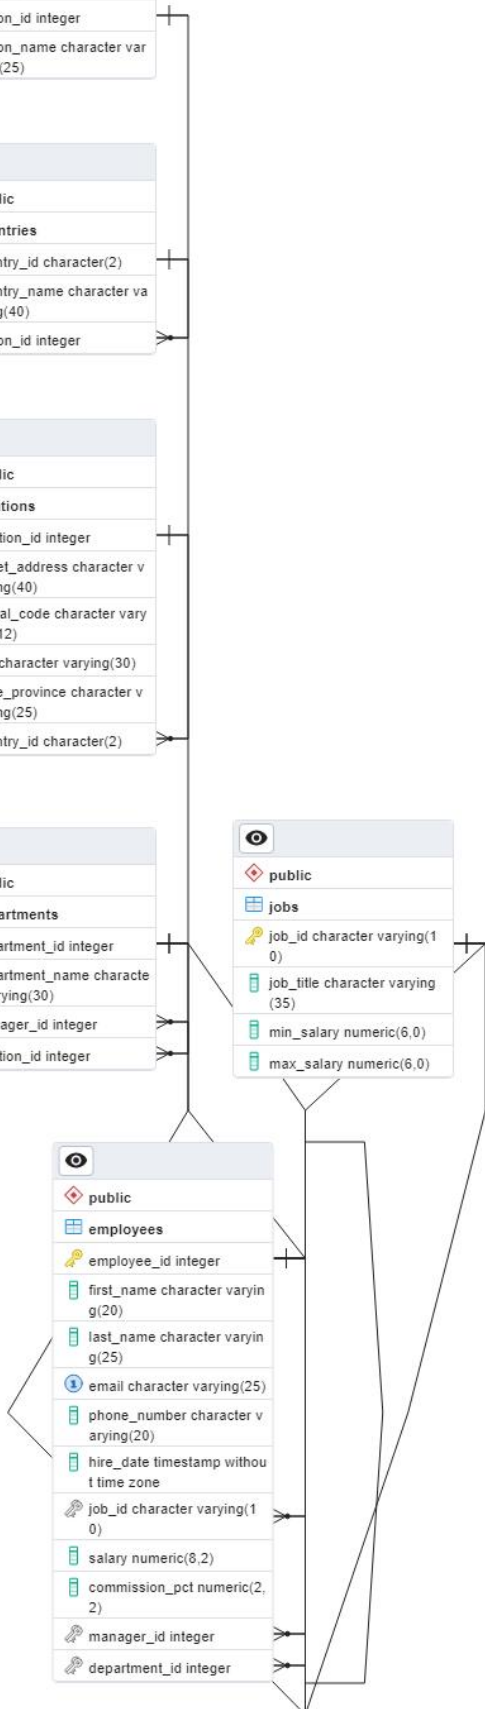 on_id integer
on_name character var
(25)
lic
ntries
ntry_id character(2)
ntry_name character va
g(40)
on_id integer
lic
tions
tion_id integer
et_address character v
ng(40)
al_code character vary
12)
character varying(30)
e_province character v
ng(25)
ntry_id character(2)
lic
artments
artment_id integer
artment_name characte
rying(30)
ager_id integer
tion_id integer
public
jobs
job_id character varying(1
0)
job_title character varying
(35)
min_salary numeric(6,0)
max_salary numeric(6,0)
public
employees
employee_id integer
first_name character varyin
g(20)
last_name character varyin
g(25)
1
email character varying(25)
phone_number character v
arying(20)
hire_date timestamp withou
t time zone
job_id character varying(1
0)
salary numeric(8,2)
commission_pct numeric(2,
2)
manager_id integer
department_id integer